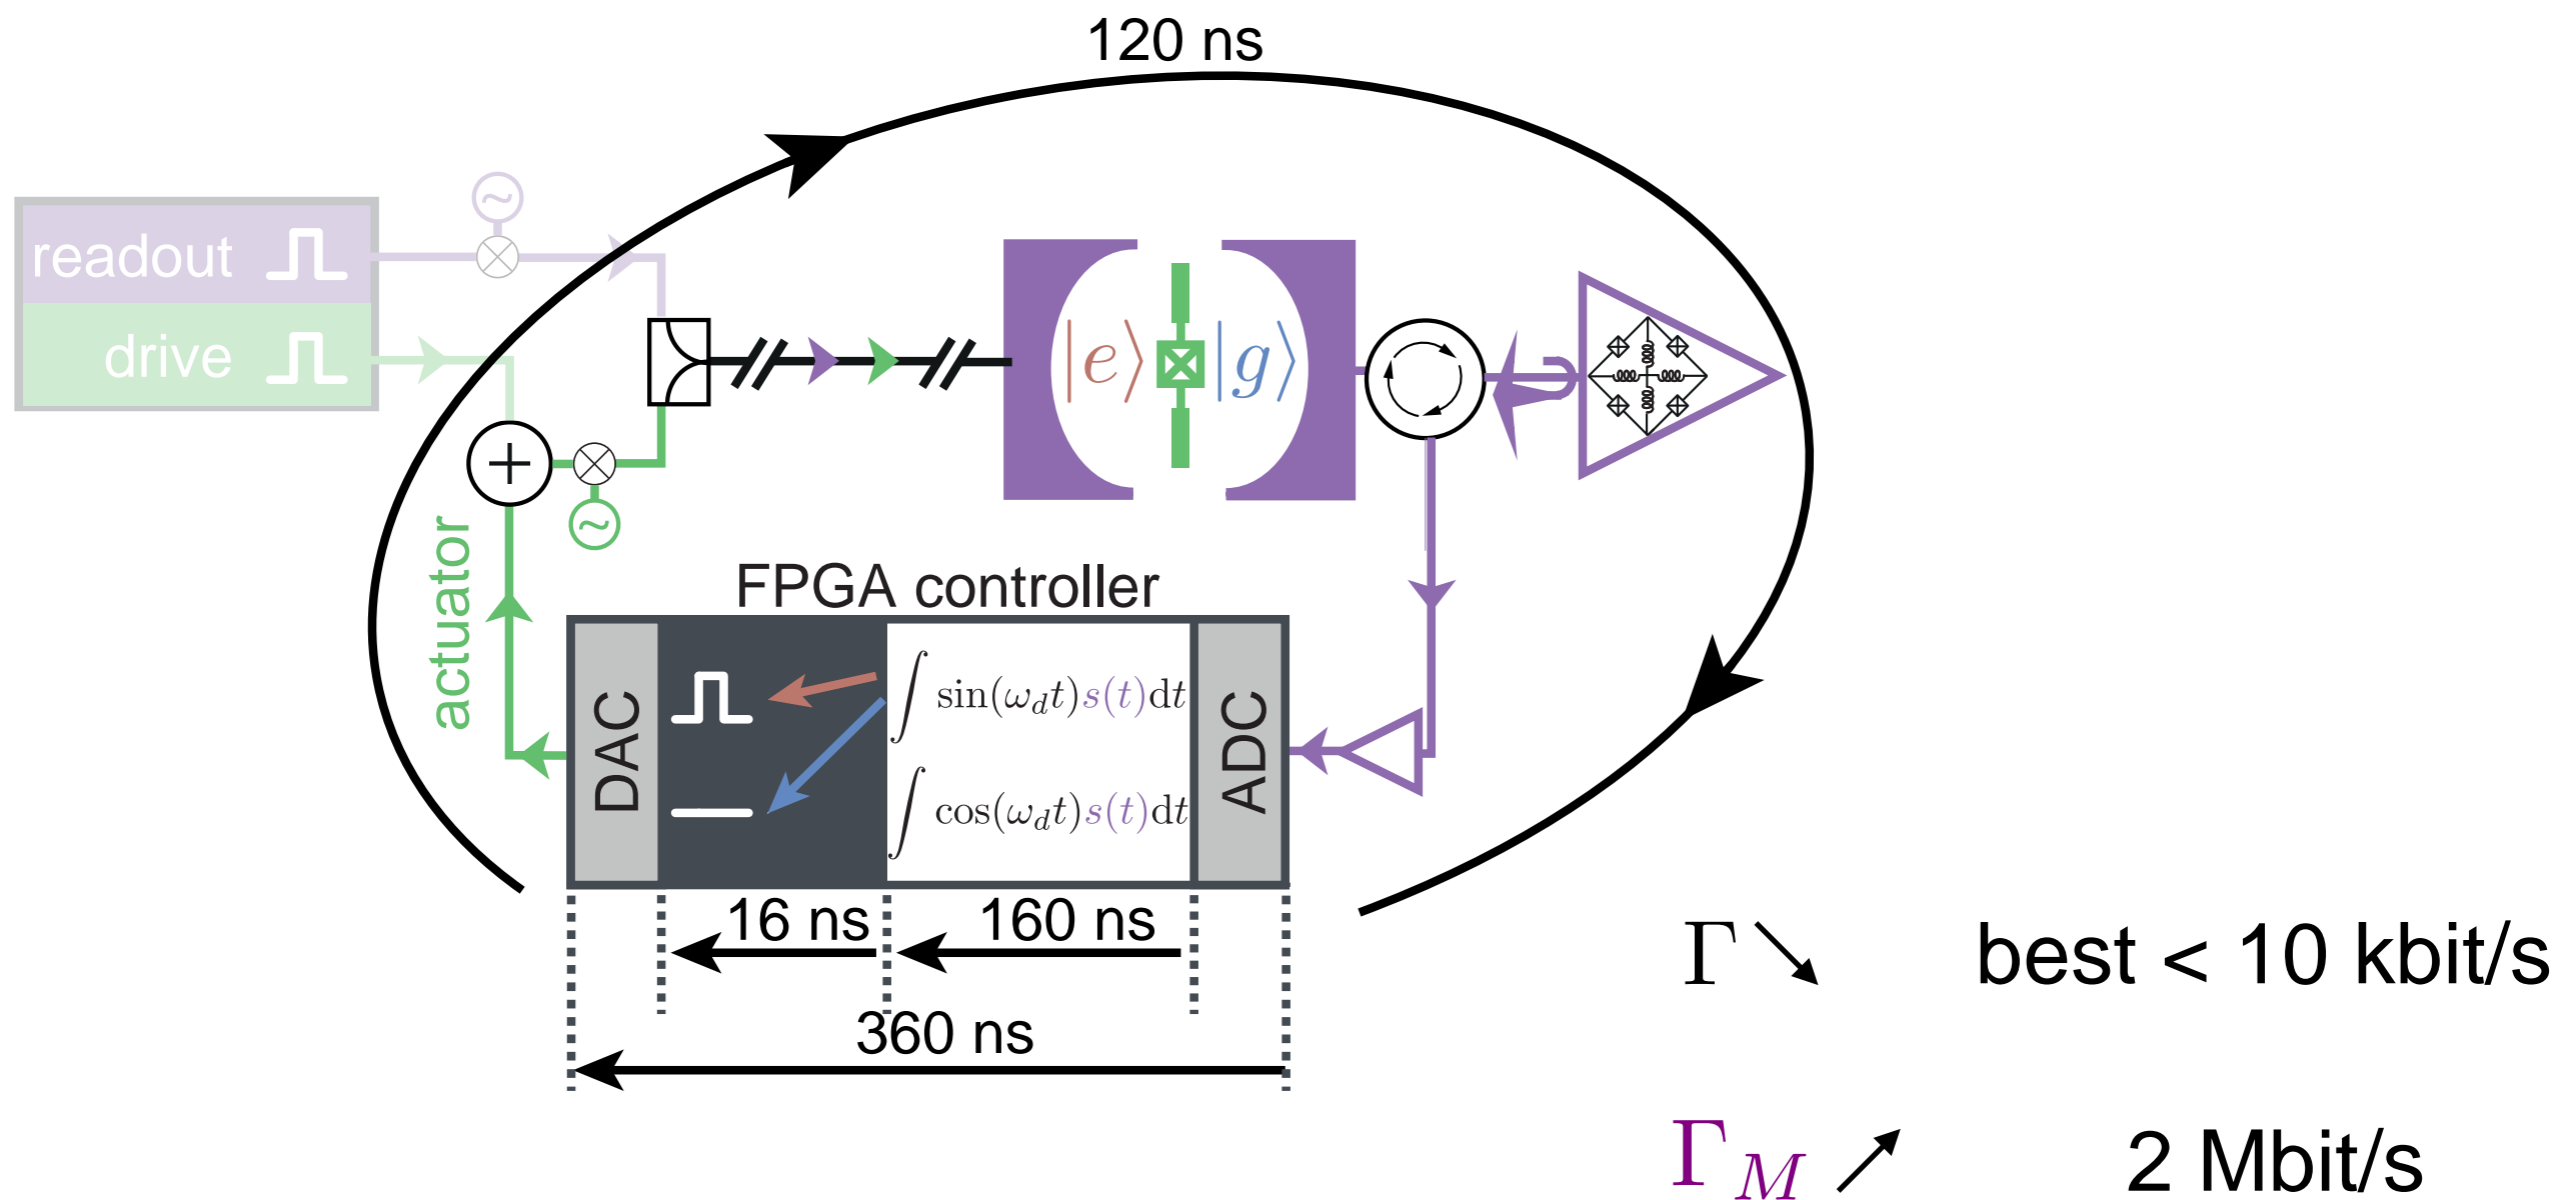 120 ns
readout
drive
|e⟩ |g⟩
+
actuator
FPGA controller
DAC
∫ sin(ω_d t)s(t)dt
∫ cos(ω_d t)s(t)dt
ADC
16 ns
160 ns
360 ns
Γ ↘ best < 10 kbit/s
Γ_M ↗ 2 Mbit/s